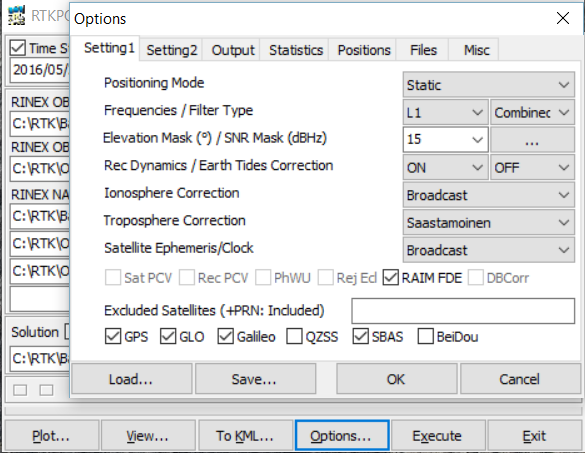 RTKPO
Options
Time S
2016/05/
RINEX OB
C:\RTK\Ba
RINEX OB
C:\RTK\O
RINEX NA
C:\RTK\Ba
C:\RTK\O
C:\RTK\O
Solution
C:\RTK\Ba
Setting1 Setting2 Output Statistics Positions Files Misc
Positioning Mode Static
Frequencies / Filter Type L1 Combined
Elevation Mask (°) / SNR Mask (dBHz) 15 ...
Rec Dynamics / Earth Tides Correction ON OFF
Ionosphere Correction Broadcast
Troposphere Correction Saastamoinen
Satellite Ephemeris/Clock Broadcast
Sat PCV Rec PCV PhWU Rej Ecl RAIM FDE DBCorr
Excluded Satellites (+PRN: Included)
GPS GLO Galileo QZSS SBAS BeiDou
Load... Save... OK Cancel
Plot... View... To KML... Options... Execute Exit